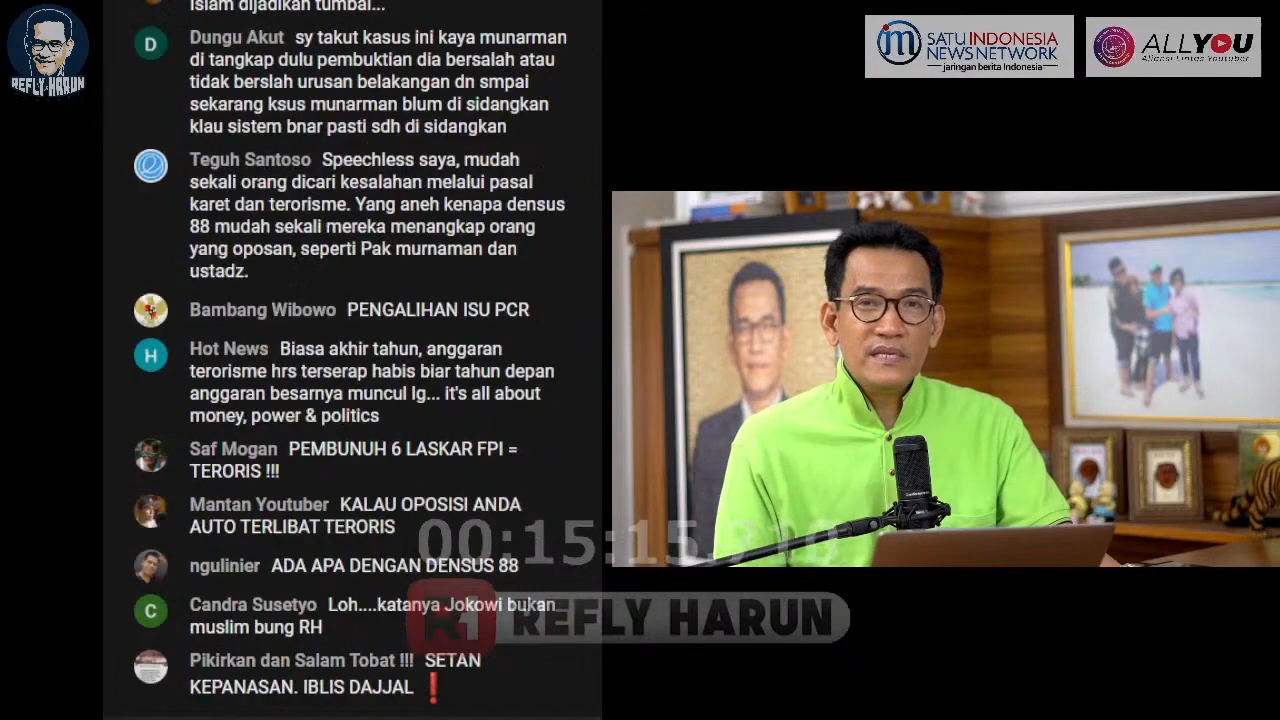 Islam dijadikan tumbal...
Dungu Akut sy takut kasus ini kaya munarman
di tangkap dulu pembuktian dia bersalah atau
tidak berslah urusan belakangan dn smpai
sekarang ksus munarman blum di sidangkan
klau sistem bnar pasti sdh di sidangkan
Teguh Santoso Speechless saya, mudah
sekali orang dicari kesalahan melalui pasal
karet dan terorisme. Yang aneh kenapa densus
88 mudah sekali mereka menangkap orang
yang oposan, seperti Pak murnaman dan
ustadz.
Bambang Wibowo PENGALIHAN ISU PCR
Hot News Biasa akhir tahun, anggaran
terorisme hrs terserap habis biar tahun depan
anggaran besarnya muncul lg... it's all about
money, power & politics
Saf Mogan PEMBUNUH 6 LASKAR FPI =
TERORIS !!!
Mantan Youtuber KALAU OPOSISI ANDA
AUTO TERLIBAT TERORIS
ngulinier ADA APA DENGAN DENSUS 88
Candra Susetyo Loh....katanya Jokowi bukan
muslim bung RH
Pikirkan dan Salam Tobat !!! SETAN
KEPANASAN. IBLIS DAJJAL ❗
D
H
C
REFLY HARUN
SATU INDONESIA
NEWS NETWORK
jaringan berita Indonesia
ALLYOU
Aliansi Lintas Youtuber
00:15:15.310
R1 REFLY HARUN